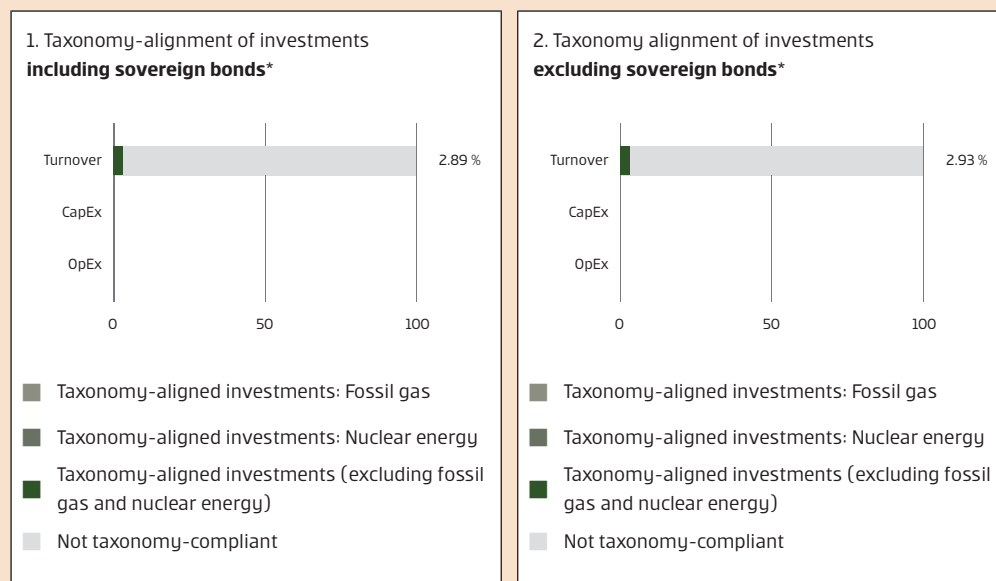 1. Taxonomy-alignment of investments
including sovereign bonds*
Turnover
2.89 %
CapEx
OpEx
0
50
100
Taxonomy-aligned investments: Fossil gas
Taxonomy-aligned investments: Nuclear energy
Taxonomy-aligned investments (excluding fossil
gas and nuclear energy)
Not taxonomy-compliant
2. Taxonomy alignment of investments
excluding sovereign bonds*
Turnover
2.93 %
CapEx
OpEx
0
50
100
Taxonomy-aligned investments: Fossil gas
Taxonomy-aligned investments: Nuclear energy
Taxonomy-aligned investments (excluding fossil
gas and nuclear energy)
Not taxonomy-compliant